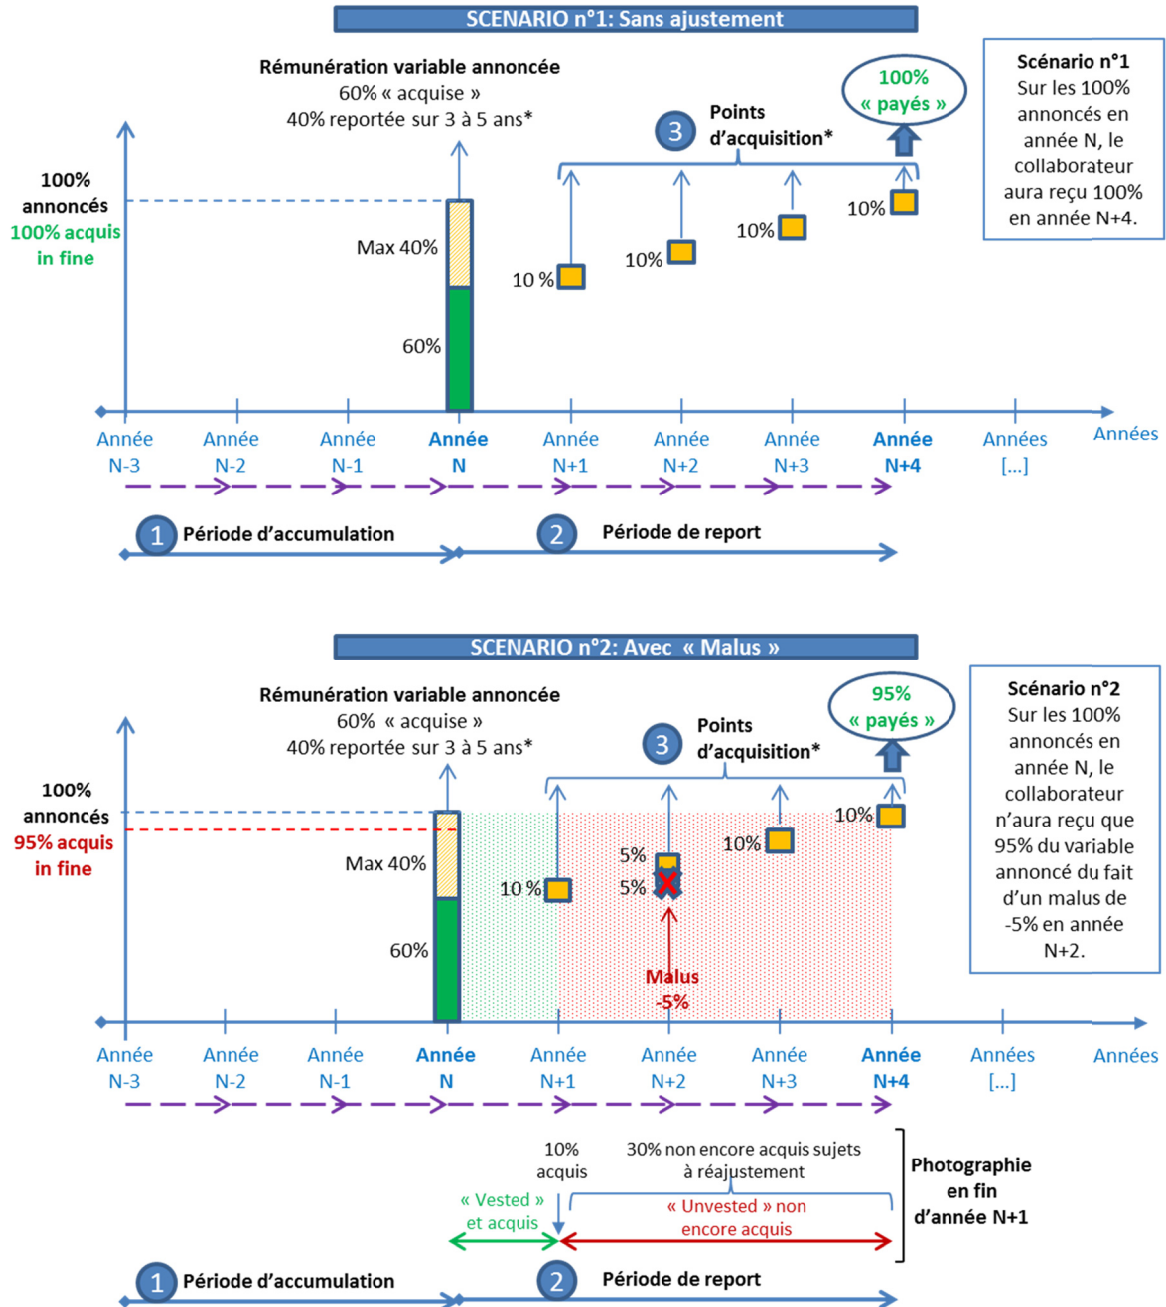 SCENARIO n°1: Sans ajustement
Rémunération variable annoncée
60% « acquise »
40% reportée sur 3 à 5 ans*
100%
« payés »
Scénario n°1
Sur les 100%
annoncés en
année N, le
collaborateur
aura reçu 100%
en année N+4.
3
Points
d'acquisition*
100%
annoncés
100% acquis
in fine
Max 40%
60%
10 %
10%
10%
10%
Année
N-3
Année
N-2
Année
N-1
Année
N
Année
N+1
Année
N+2
Année
N+3
Année
N+4
Années
[...]
Années
1
Période d'accumulation
2
Période de report
SCENARIO n°2: Avec « Malus »
Rémunération variable annoncée
60% « acquise »
40% reportée sur 3 à 5 ans*
95%
« payés »
Scénario n°2
Sur les 100%
annoncés en
année N, le
collaborateur
n'aura reçu que
95% du variable
annoncé du fait
d'un malus de
-5% en année
N+2.
3
Points
d'acquisition*
100%
annoncés
95% acquis
in fine
Max 40%
60%
10 %
5%
5%
10%
10%
Malus
-5%
Année
N-3
Année
N-2
Année
N-1
Année
N
Année
N+1
Année
N+2
Année
N+3
Année
N+4
Années
[...]
Années
10%
acquis
30% non encore acquis sujets
à réajustement
« Vested »
et acquis
« Unvested » non
encore acquis
Photographie
en fin
d'année N+1
1
Période d'accumulation
2
Période de report